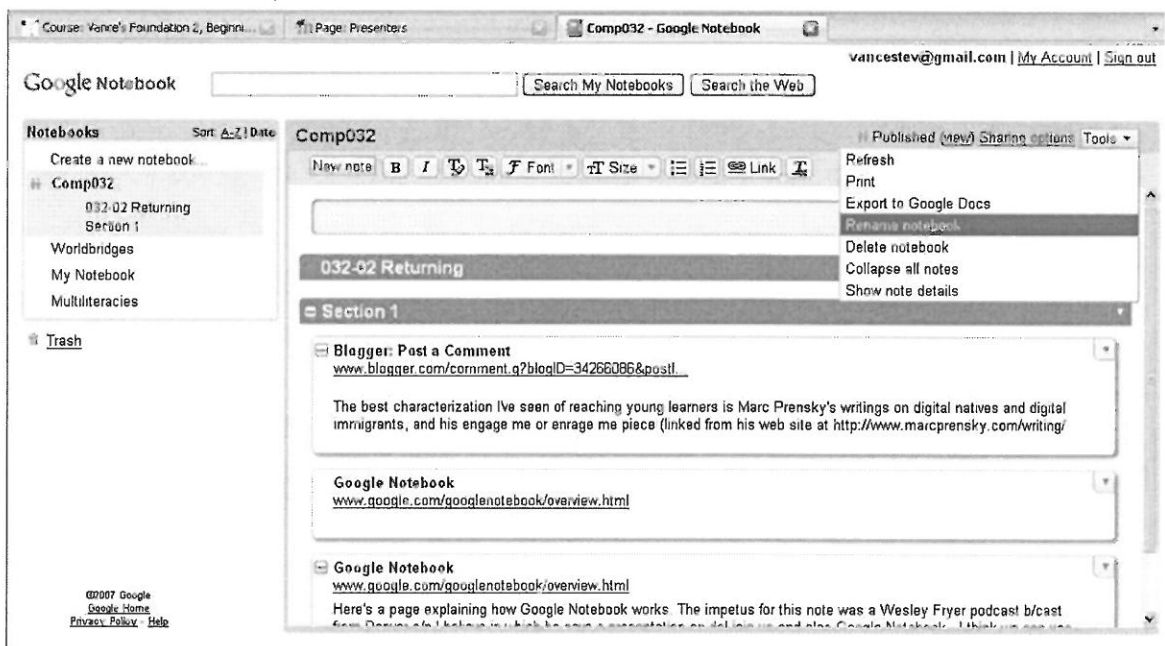 Course: Vance's Foundation 2, Beginni...
Page: Presenters
Comp032 - Google Notebook
vancestev@gmail.com | My Account | Sign out
Google Notebook
Search My Notebooks
Search the Web
Notebooks
Sort: A-Z | Date
Create a new notebook...
Comp032
032-02 Returning
Section 1
Worldbridges
My Notebook
Multiliteracies
Trash
©2007 Google
Google Home
Privacy Policy - Help
Comp032
Published (view) Sharing options Tools
New note B I Font Size Link
Refresh
Print
Export to Google Docs
Rename notebook
Delete notebook
Collapse all notes
Show note details
032-02 Returning
Section 1
Blogger: Post a Comment
www.blogger.com/comment.g?blogID=34266086&postI...
The best characterization Ive seen of reaching young learners is Marc Prensky's writings on digital natives and digital
immigrants, and his engage me or enrage me piece (linked from his web site at http://www.marcprensky.com/writing/
Google Notebook
www.google.com/googlenotebook/overview.html
Google Notebook
www.google.com/googlenotebook/overview.html
Here's a page explaining how Google Notebook works. The impetus for this note was a Wesley Fryer podcast b/cast